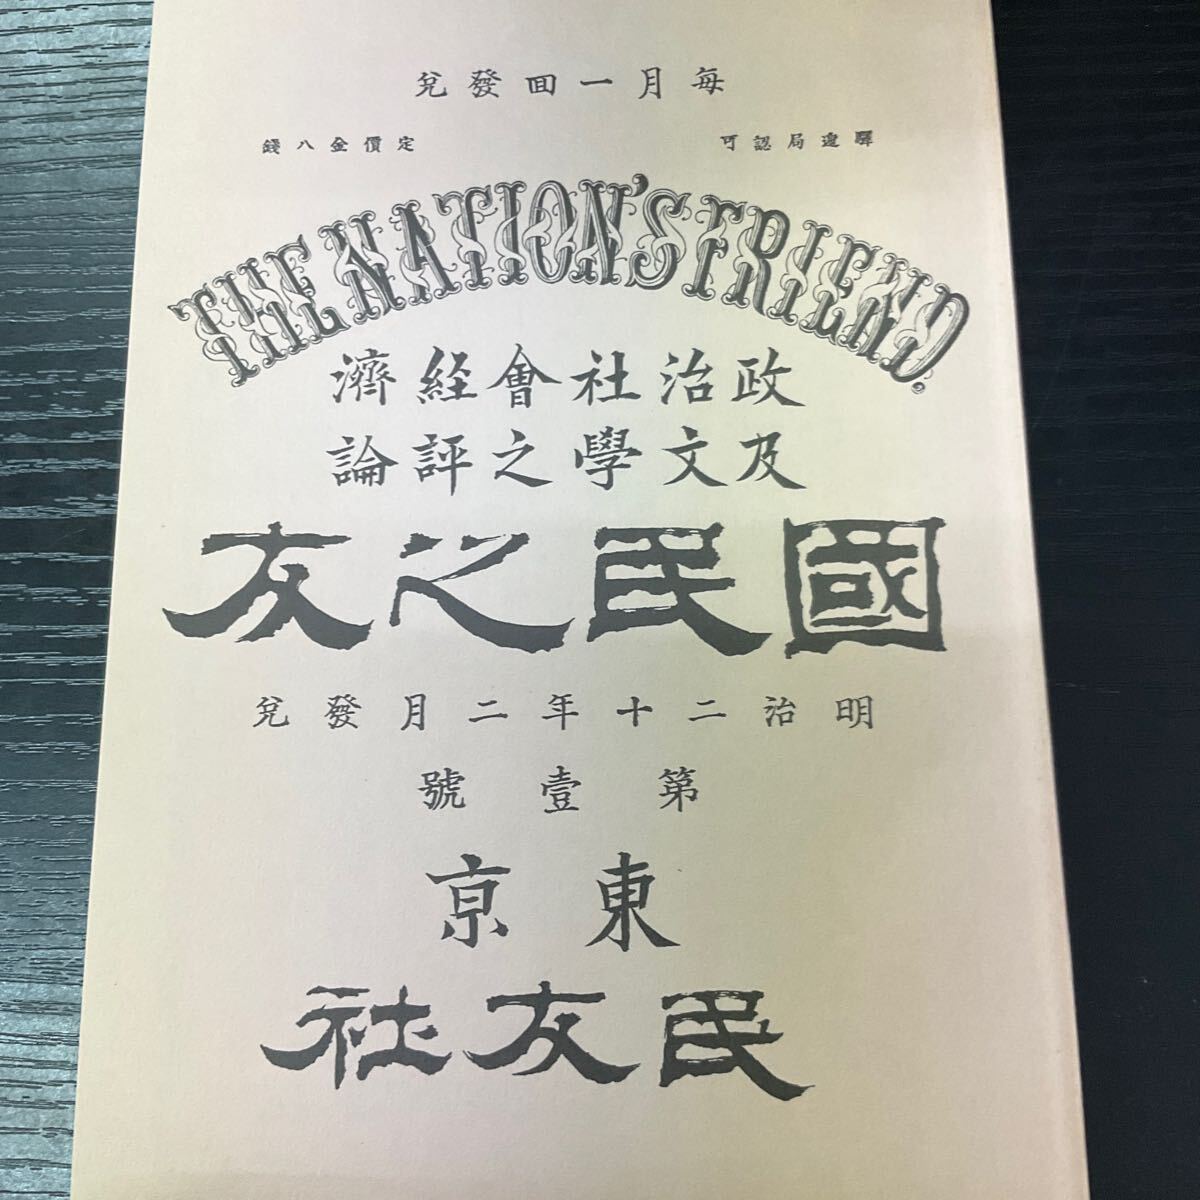 每月一回發兌
驛遞局認可 定價金八錢
THE NATION'S FRIEND.
政治社會経濟
及文學之評論
國民之友
明治二十年二月發兌
第壹號
東京
民友社